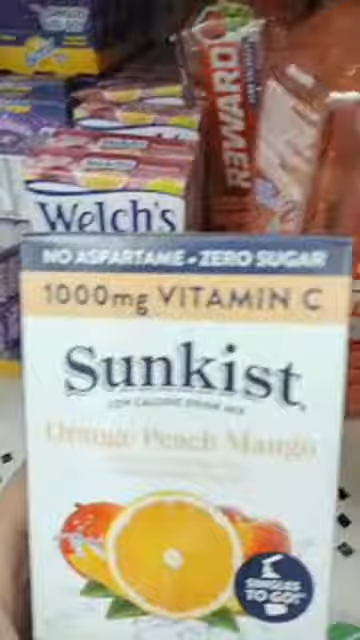 REWARD
Welch's
NO ASPARTAME • ZERO SUGAR
1000mg VITAMIN C
Sunkist
LOW CALORIE DRINK MIX
Orange Peach Mango
SINGLES
TO GO!